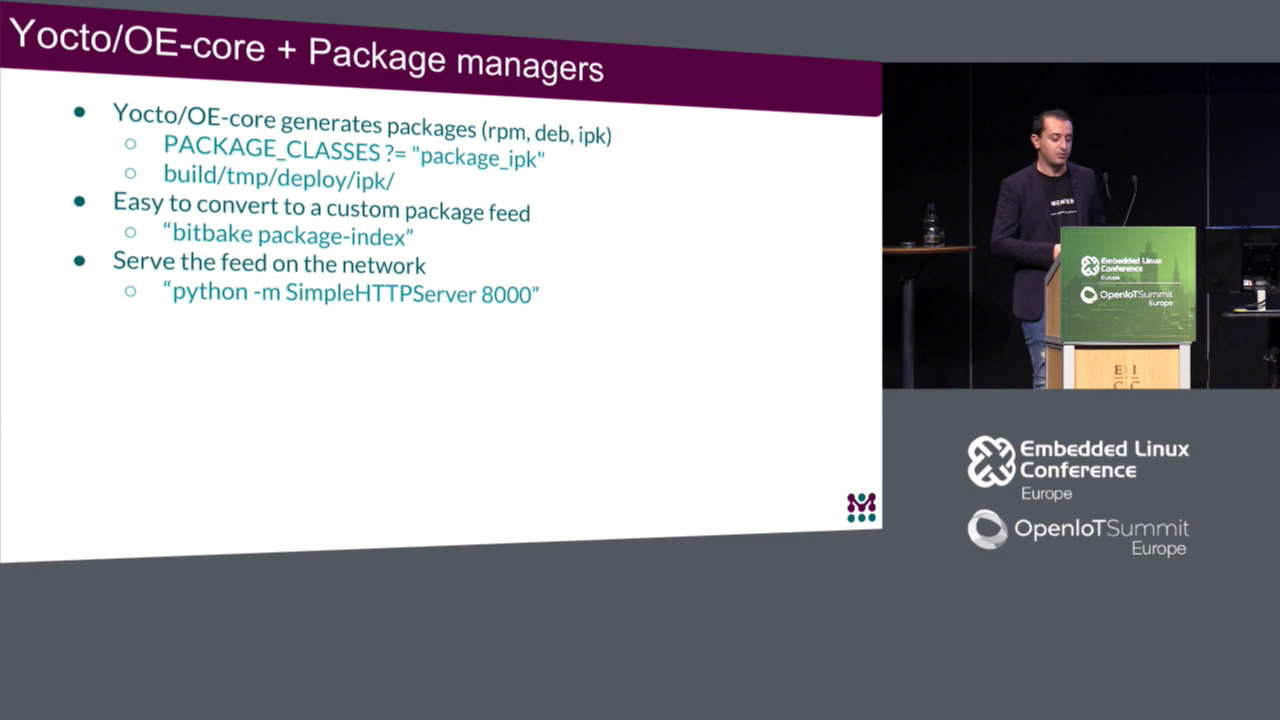 Yocto/OE-core + Package managers
Yocto/OE-core generates packages (rpm, deb, ipk)
PACKAGE_CLASSES ?= "package_ipk"
build/tmp/deploy/ipk/
Easy to convert to a custom package feed
“bitbake package-index”
Serve the feed on the network
“python -m SimpleHTTPServer 8000”
Embedded Linux
Conference
Europe
OpenIoTSummit
Europe
E I
C C
Embedded Linux
Conference
Europe
OpenIoTSummit
Europe